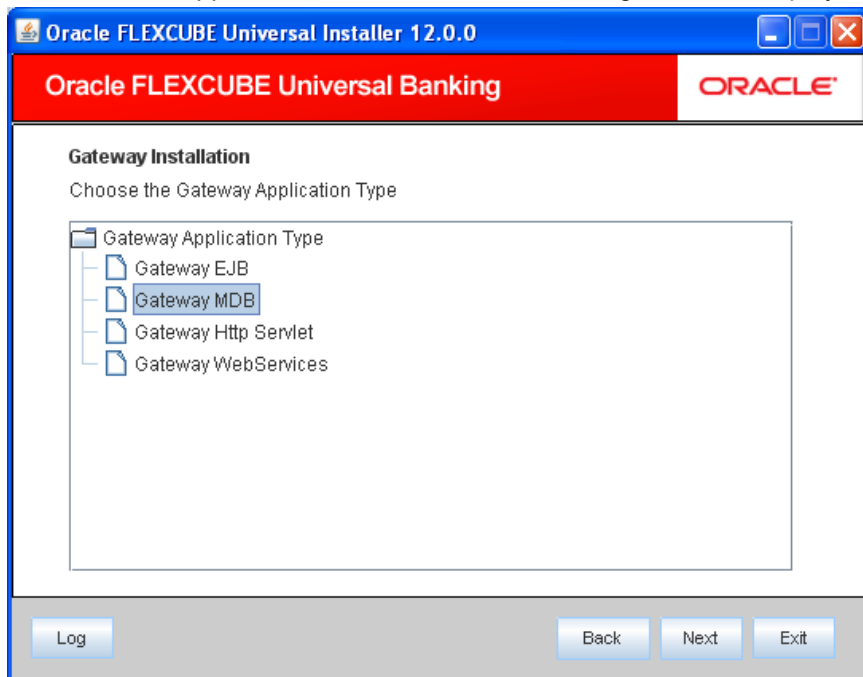 Oracle FLEXCUBE Universal Installer 12.0.0
Oracle FLEXCUBE Universal Banking
ORACLE
Gateway Installation
Choose the Gateway Application Type
Gateway Application Type
Gateway EJB
Gateway MDB
Gateway Http Servlet
Gateway WebServices
Log Back Next Exit